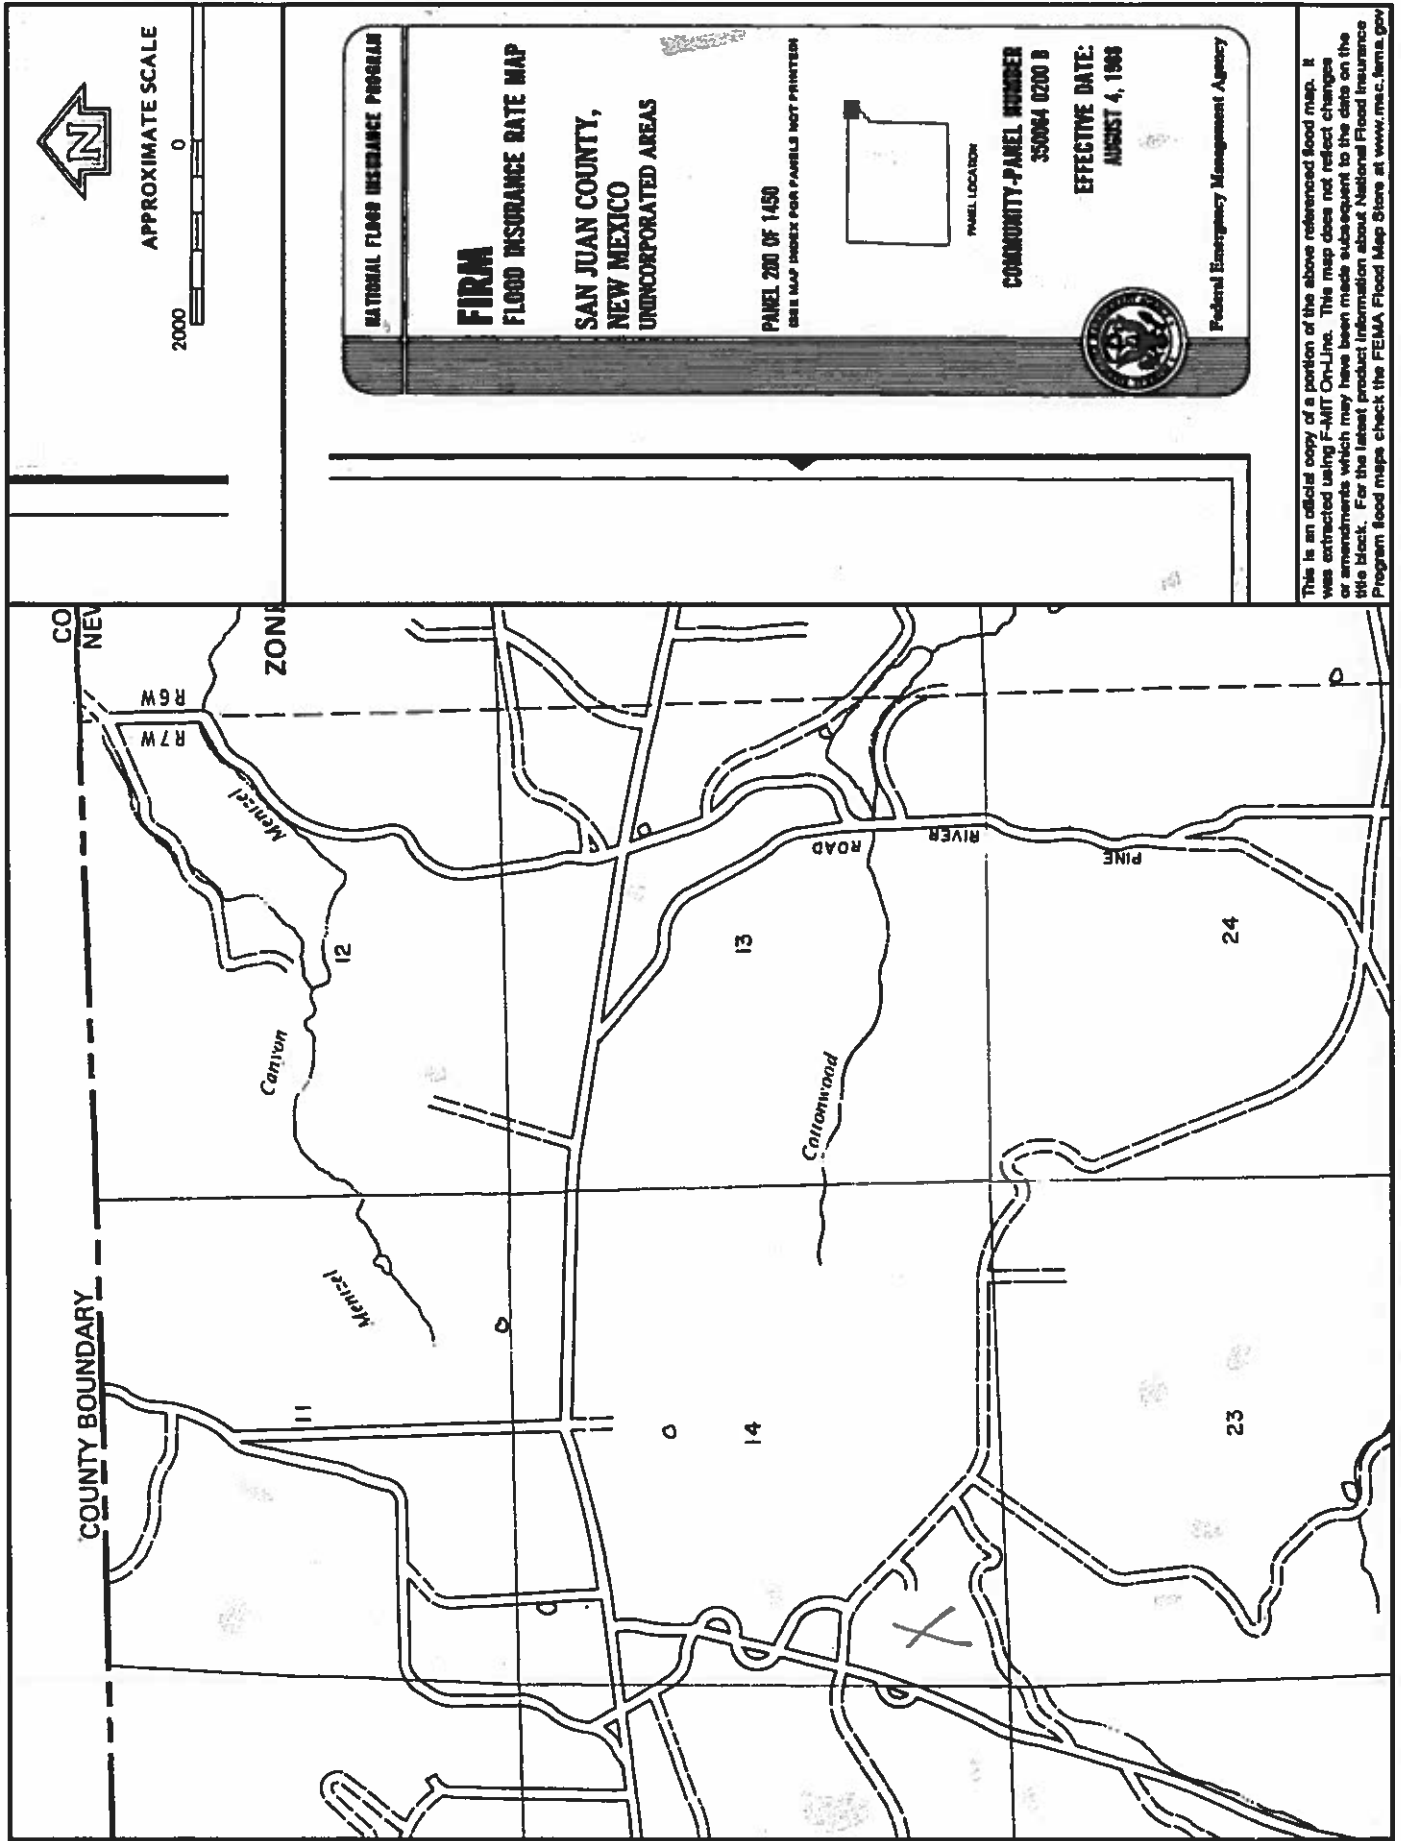 APPROXIMATE SCALE
2000 0
N
NATIONAL FLOOD INSURANCE PROGRAM
FIRM
FLOOD INSURANCE RATE MAP
SAN JUAN COUNTY,
NEW MEXICO
UNINCORPORATED AREAS
PANEL 200 OF 1450
(SEE MAP INDEX FOR PANELS NOT PRINTED)
PANEL LOCATION
COMMUNITY-PANEL NUMBER
350064 0200 B
EFFECTIVE DATE:
AUGUST 4, 1988
Federal Emergency Management Agency
This is an official copy of a portion of the above referenced flood map. It
was extracted using F-MIT On-Line. This map does not reflect changes
or amendments which may have been made subsequent to the date on the
title block. For the latest product information about National Flood Insurance
Program flood maps check the FEMA Flood Map Store at www.msc.fema.gov
COUNTY BOUNDARY
CO
NEW
ZONE
R7W
R6W
Menizel
Canyon
Menizel
11
12
13
14
Cottonwood
ROAD
RIVER
PINE
23
24